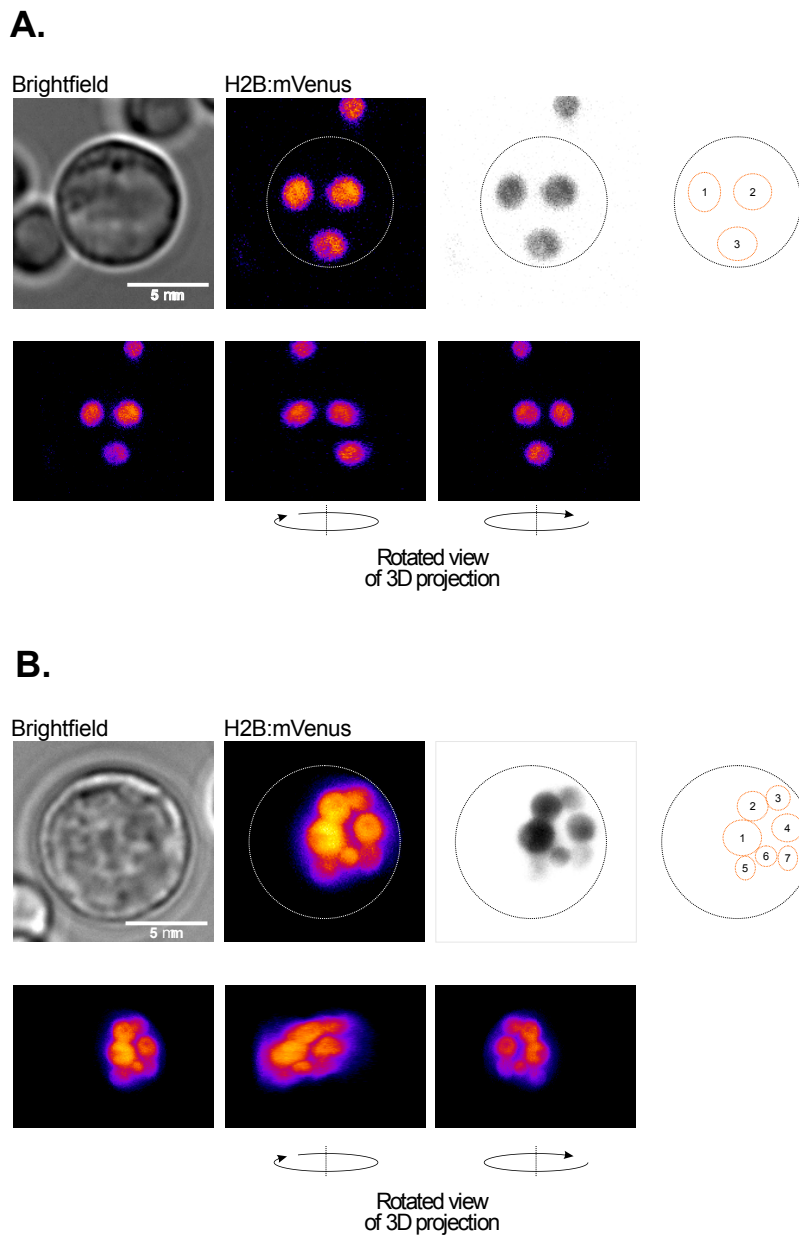 A.
Brightfield
H2B:mVenus
5 mm
1
2
3
Rotated view
of 3D projection
B.
Brightfield
H2B:mVenus
5 mm
1
2
3
4
5
6
7
Rotated view
of 3D projection